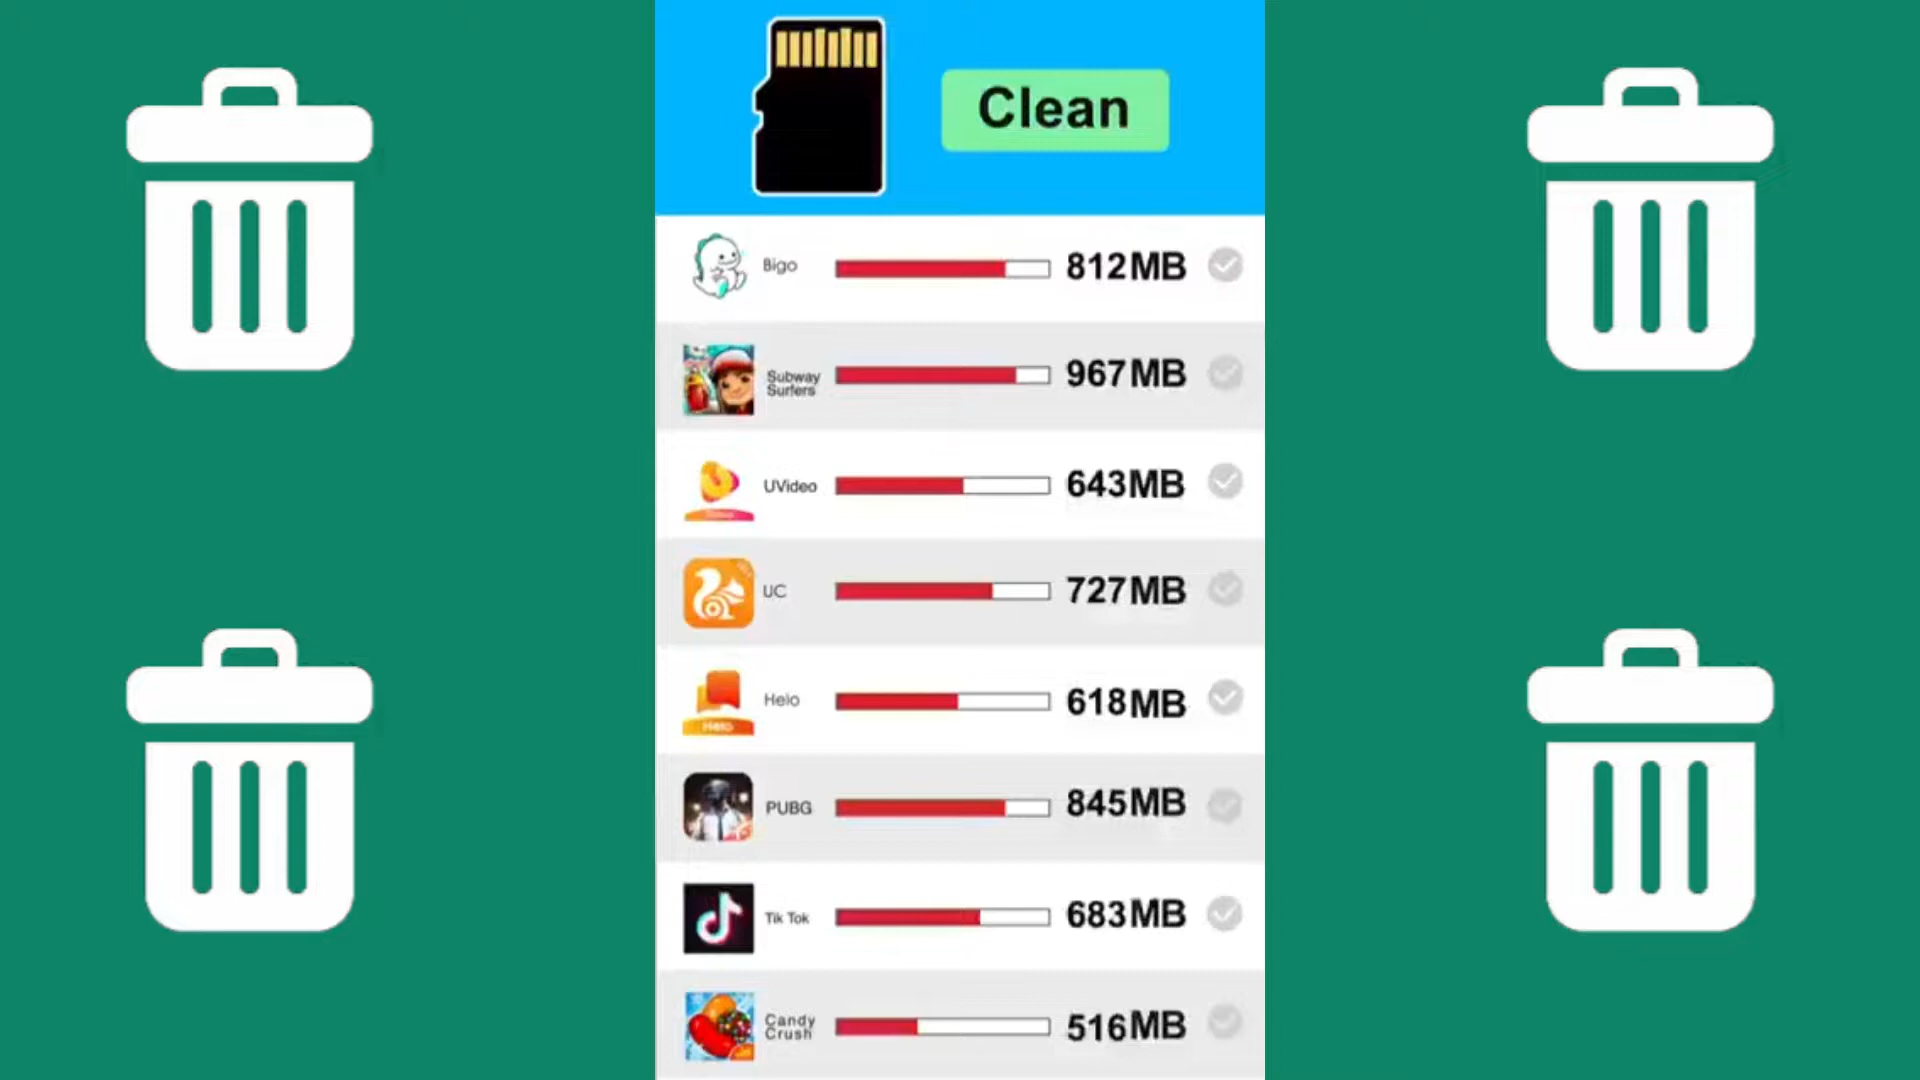 Clean
Bigo 812MB
Subway
Surfers 967MB
UVideo 643MB
UC 727MB
Helo 618MB
Helo
PUBG 845MB
Tik Tok 683MB
Candy
Crush 516MB